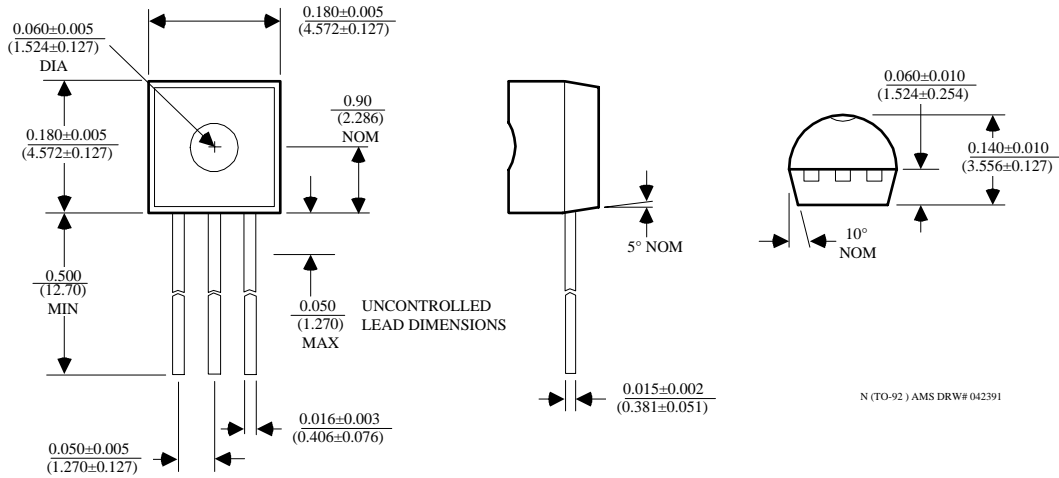 0.060±0.005
(1.524±0.127)
DIA
0.180±0.005
(4.572±0.127)
0.180±0.005
(4.572±0.127)
0.90
(2.286)
NOM
0.500
(12.70)
MIN
0.050
(1.270)
MAX
UNCONTROLLED
LEAD DIMENSIONS
0.016±0.003
(0.406±0.076)
0.050±0.005
(1.270±0.127)
5° NOM
0.015±0.002
(0.381±0.051)
0.060±0.010
(1.524±0.254)
0.140±0.010
(3.556±0.127)
10°
NOM
N (TO-92 ) AMS DRW# 042391